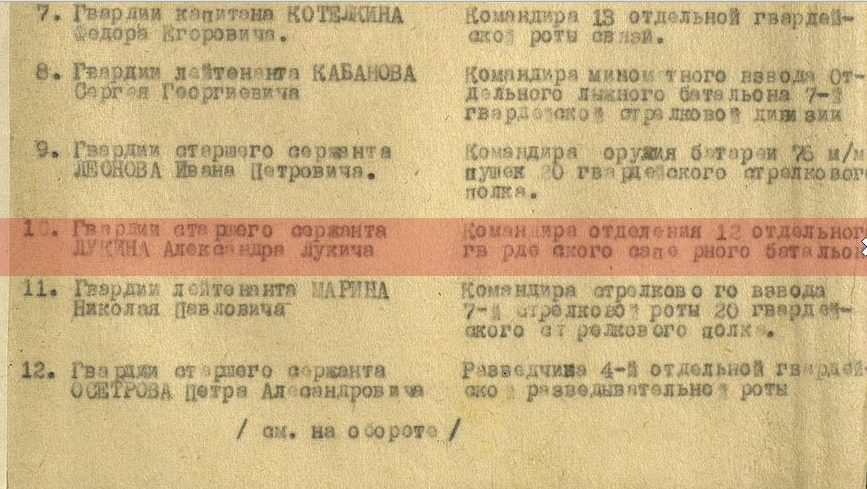 7. Гвардии капитана КОТЕЛКИНА
Федора Егоровича.
Командира 13 отдельной гвардей-
ской роты связи.
8. Гвардии лейтенанта КАБАНОВА
Сергея Георгиевича
Командира миномётного взвода От-
дельного лыжного батальона 7-й
гвардейской стрелковой дивизии
9. Гвардии старшего сержанта
ЛЕОНОВА Ивана Петровича.
Командира оружия батареи 76 м/м
пушек 20 гвардейского стрелкового
полка.
10. Гвардии старшего сержанта
ЛУКИНА Александра Лукича
Командира отделения 12 отдельного
гвардейского саперного батальон
11. Гвардии лейтенанта МАРИНА
Николая Павловича
Командира стрелкового взвода
7-й стрелковой роты 20 гвардей-
ского стрелкового полка.
12. Гвардии старшего сержанта
ОСЕТРОВА Петра Алесандровича
Разведчика 4-й отдельной гвардей-
ской разведывательной роты
/ см. на обороте /